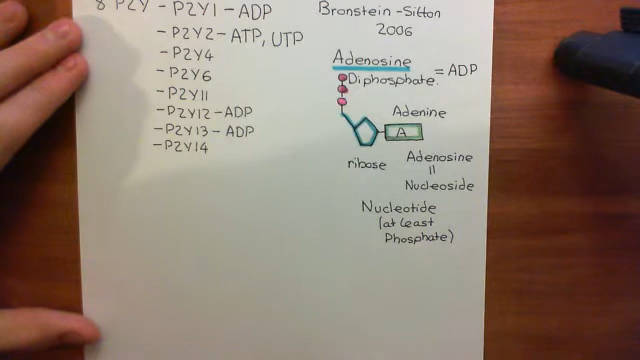 8 P2Y - P2Y1 - ADP
- P2Y2 - ATP, UTP
- P2Y4
- P2Y6
- P2Y11
- P2Y12 - ADP
- P2Y13 - ADP
- P2Y14
Bronstein - Sitton
2006
Adenosine
Diphosphate. = ADP
Adenine
A
ribose
Adenosine
=
Nucleoside
Nucleotide
(at least
Phosphate)